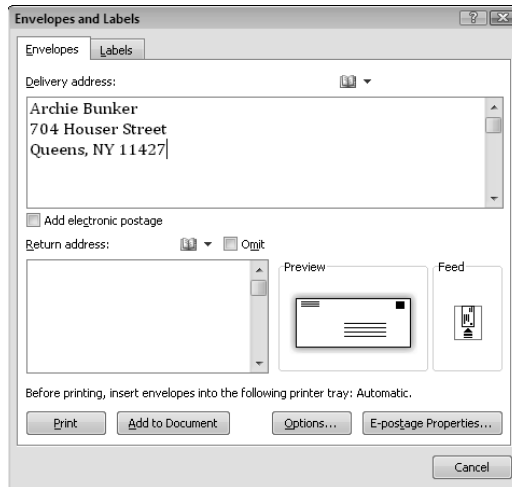 Envelopes and Labels
Envelopes Labels
Delivery address:
Archie Bunker
704 Houser Street
Queens, NY 11427
Add electronic postage
Return address: Omit
Preview Feed
Before printing, insert envelopes into the following printer tray: Automatic.
Print Add to Document Options... E-postage Properties...
Cancel